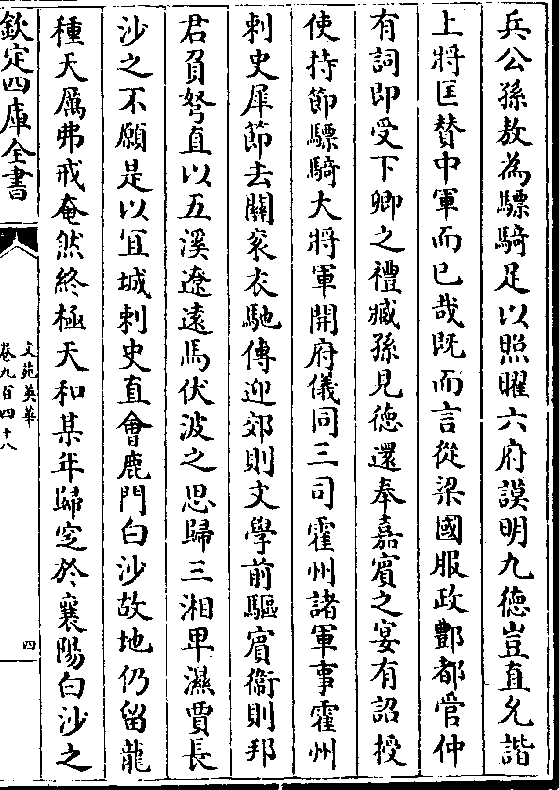 兵公孫敖為驃騎足以照曜六府謨明九德豈直允諧
上將匡賛中軍而已哉既而言從梁國服政酆都管仲
有詞即受下卿之禮臧孫見徳還奉嘉賓之宴有詔授
使持節驃騎大將軍開府儀同三司霍州諸軍事霍州
刺史犀節去關衮衣馳傳迎郊則文學前驅賔衞則邦
君負弩直以五溪遼遠馬伏波之思歸三湘卑濕賈長
沙之不願是以宜城刺史直會鹿門白沙故地仍留龍
種天厲弗戒奄然終極天和某年歸窆於襄陽白沙之
欽定四庫全書
文苑英華
卷九百四十八
四